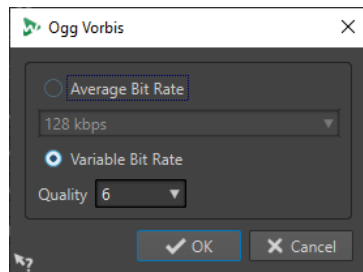 Ogg Vorbis
Average Bit Rate
128 kbps
Variable Bit Rate
Quality 6
OK Cancel
?